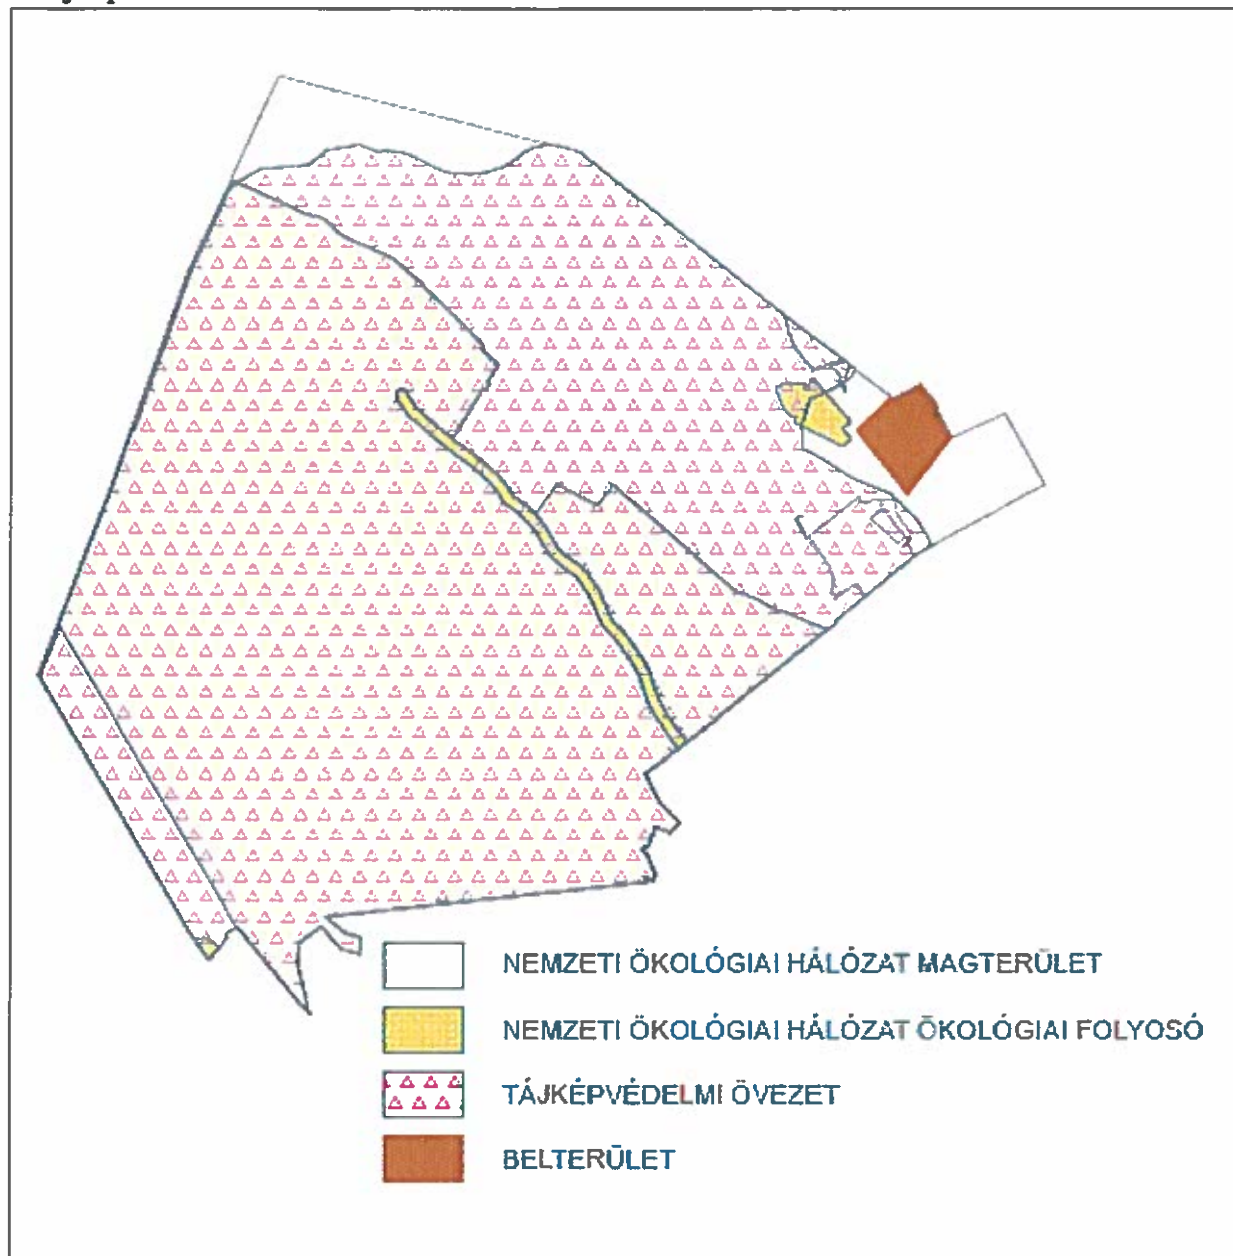 NEMZETI ÖKOLÓGIAI HÁLÓZAT MAGTERÜLET
NEMZETI ÖKOLÓGIAI HÁLÓZAT ÖKOLÓGIAI FOLYOSÓ
TÁJKÉPVÉDELMI ÖVEZET
BELTERÜLET